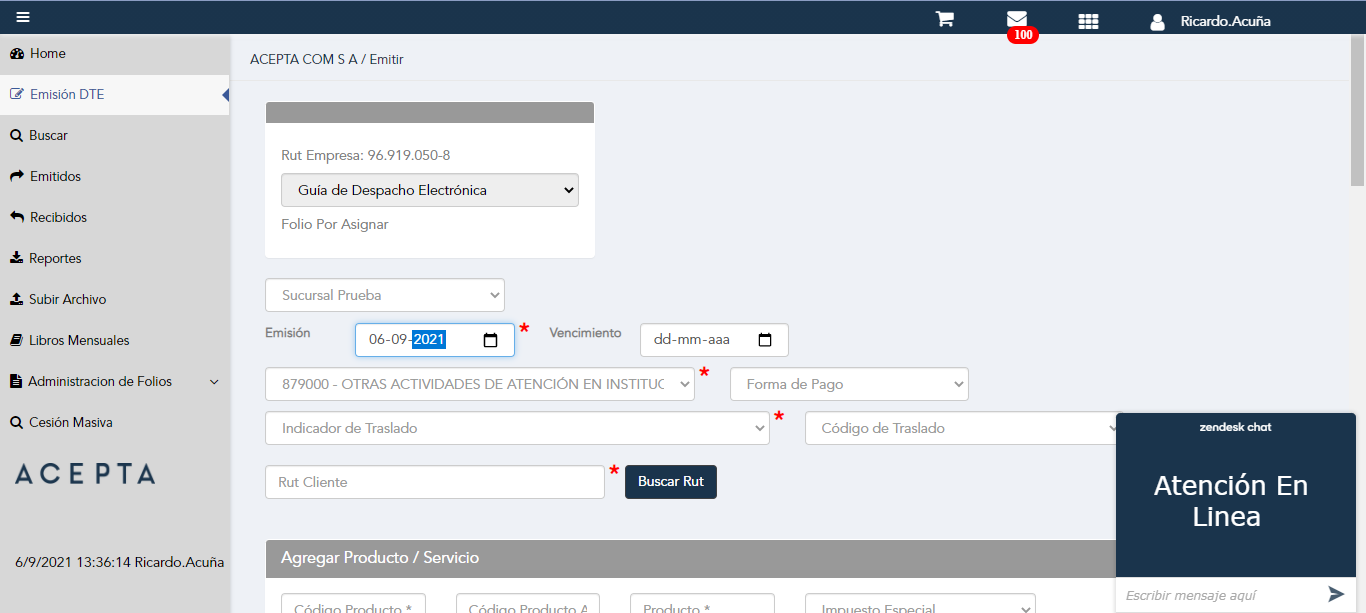 100
Ricardo.Acuña
Home
Emisión DTE
Buscar
Emitidos
Recibidos
Reportes
Subir Archivo
Libros Mensuales
Administracion de Folios
Cesión Masiva
ACEPTA
6/9/2021 13:36:14 Ricardo.Acuña
ACEPTA COM S A / Emitir
Rut Empresa: 96.919.050-8
Guía de Despacho Electrónica
Folio Por Asignar
Sucursal Prueba
Emisión 06-09-2021 * Vencimiento dd-mm-aaa
879000 - OTRAS ACTIVIDADES DE ATENCIÓN EN INSTITUC * Forma de Pago
Indicador de Traslado * Código de Traslado
Rut Cliente * Buscar Rut
Agregar Producto / Servicio
Código Producto * Código Producto A Producto * Impuesto Especial
zendesk chat
Atención En
Linea
Escribir mensaje aquí